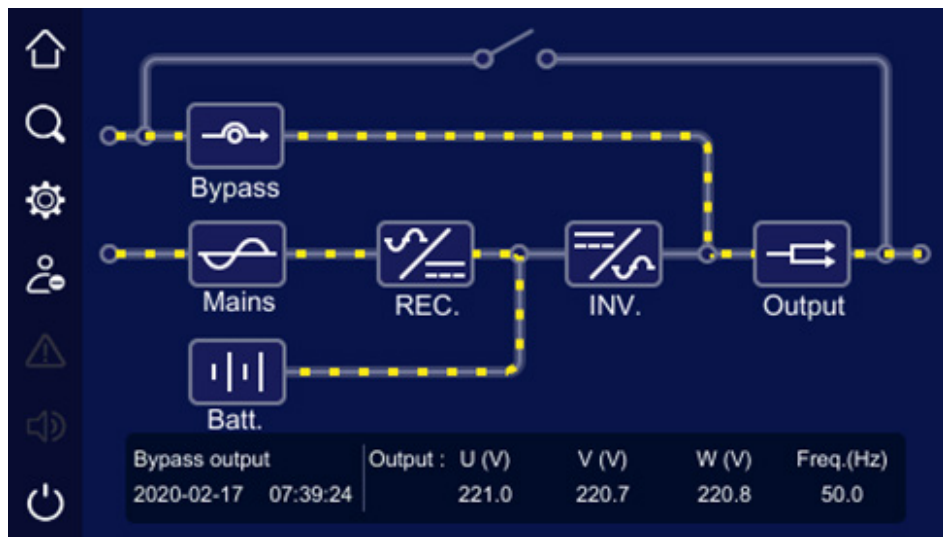 Bypass
Mains
REC.
INV.
Output
Batt.
Bypass output
Output : U (V) V (V) W (V) Freq.(Hz)
2020-02-17 07:39:24
221.0 220.7 220.8 50.0